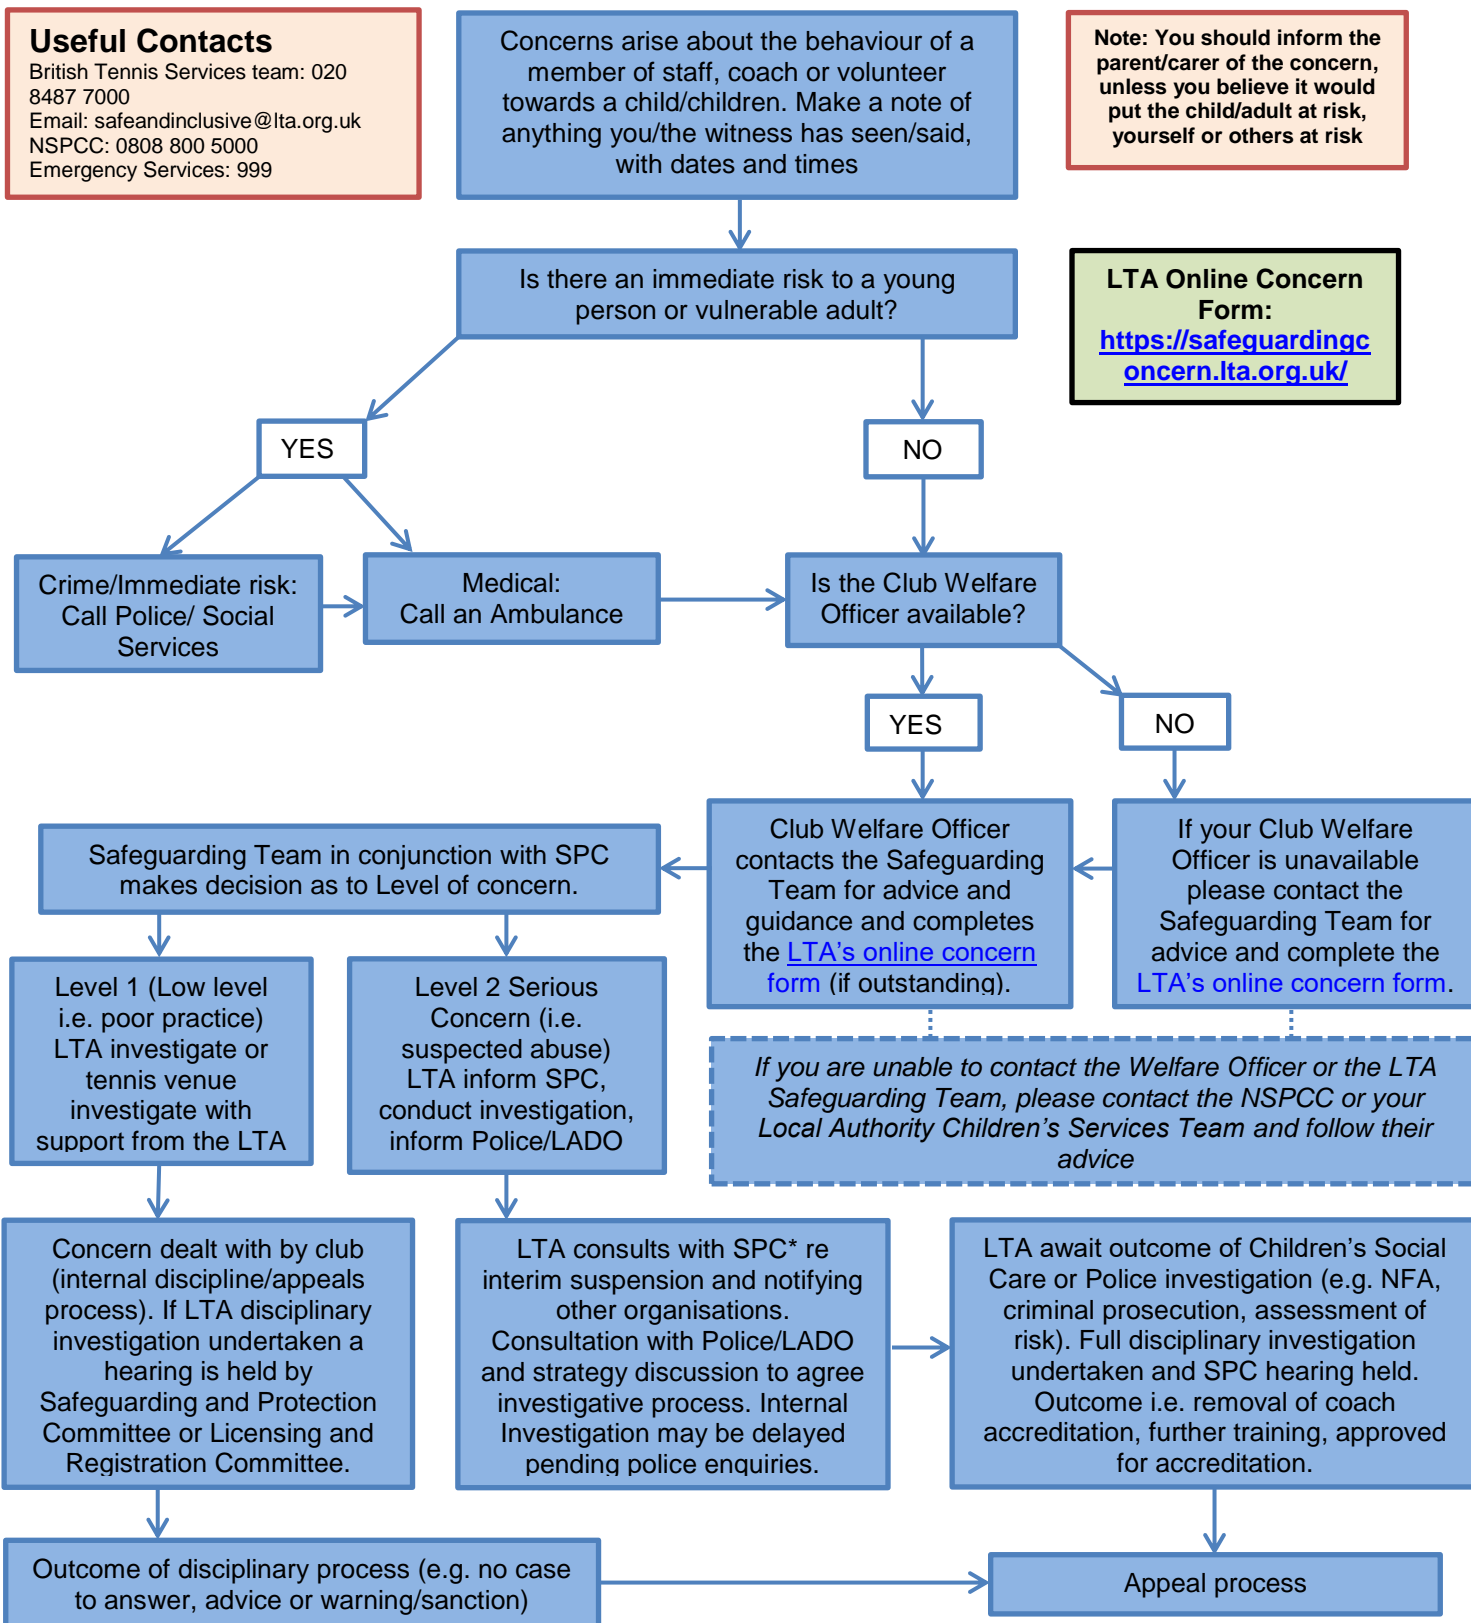 Useful Contacts
British Tennis Services team: 020
8487 7000
Email: safeandinclusive@lta.org.uk
NSPCC: 0808 800 5000
Emergency Services: 999
Concerns arise about the behaviour of a
member of staff, coach or volunteer
towards a child/children. Make a note of
anything you/the witness has seen/said,
with dates and times
Note: You should inform the
parent/carer of the concern,
unless you believe it would
put the child/adult at risk,
yourself or others at risk
Is there an immediate risk to a young
person or vulnerable adult?
LTA Online Concern
Form:
https://safeguardingc
oncern.lta.org.uk/
YES
NO
Crime/Immediate risk:
Call Police/ Social
Services
Medical:
Call an Ambulance
Is the Club Welfare
Officer available?
YES
NO
Safeguarding Team in conjunction with SPC
makes decision as to Level of concern.
Club Welfare Officer
contacts the Safeguarding
Team for advice and
guidance and completes
the LTA’s online concern
form (if outstanding).
If your Club Welfare
Officer is unavailable
please contact the
Safeguarding Team for
advice and complete the
LTA’s online concern form.
Level 1 (Low level
i.e. poor practice)
LTA investigate or
tennis venue
investigate with
support from the LTA
Level 2 Serious
Concern (i.e.
suspected abuse)
LTA inform SPC,
conduct investigation,
inform Police/LADO
If you are unable to contact the Welfare Officer or the LTA
Safeguarding Team, please contact the NSPCC or your
Local Authority Children’s Services Team and follow their
advice
Concern dealt with by club
(internal discipline/appeals
process). If LTA disciplinary
investigation undertaken a
hearing is held by
Safeguarding and Protection
Committee or Licensing and
Registration Committee.
LTA consults with SPC* re
interim suspension and notifying
other organisations.
Consultation with Police/LADO
and strategy discussion to agree
investigative process. Internal
Investigation may be delayed
pending police enquiries.
LTA await outcome of Children’s Social
Care or Police investigation (e.g. NFA,
criminal prosecution, assessment of
risk). Full disciplinary investigation
undertaken and SPC hearing held.
Outcome i.e. removal of coach
accreditation, further training, approved
for accreditation.
Outcome of disciplinary process (e.g. no case
to answer, advice or warning/sanction)
Appeal process